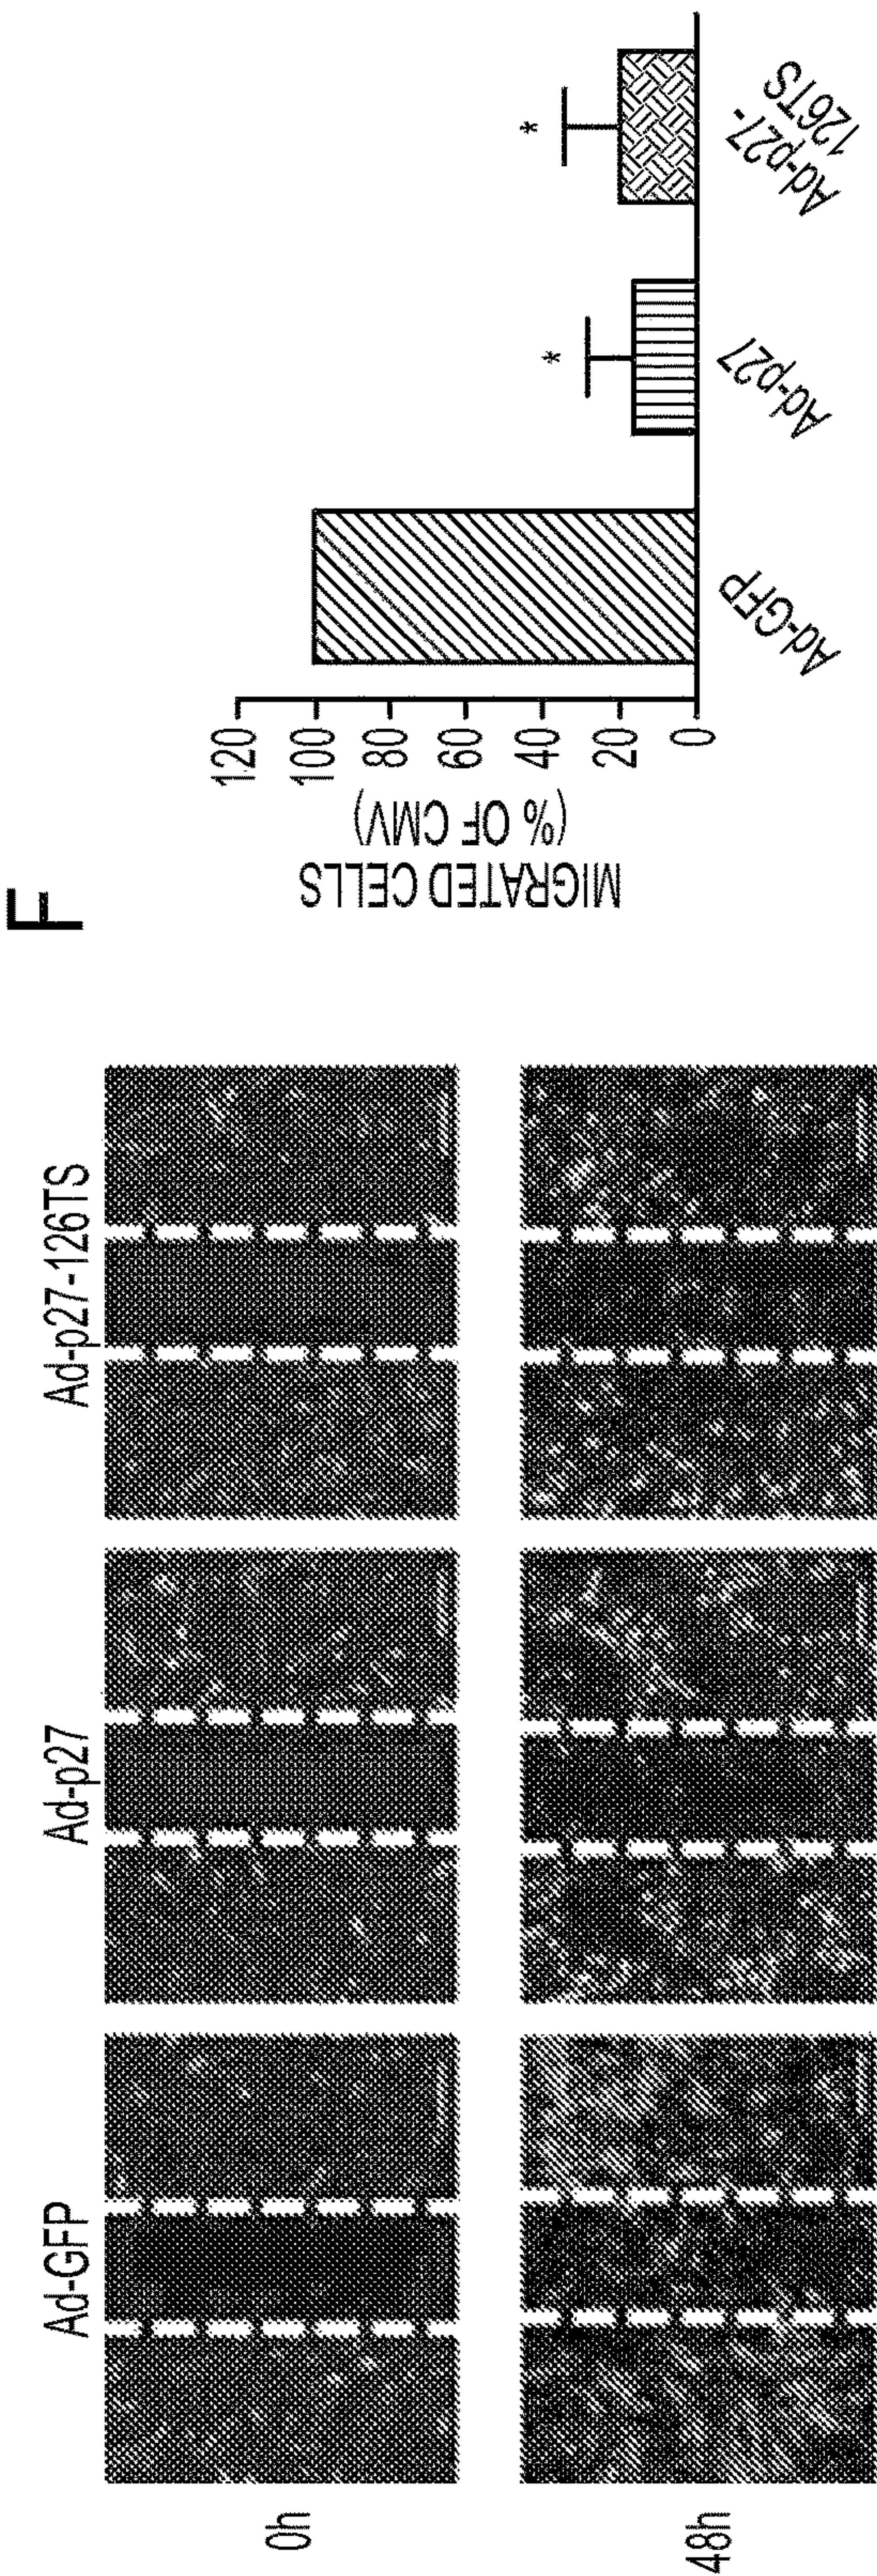 Ad-GFP
Ad-p27
Ad-p27-126TS
0h
48h
F
MIGRATED CELLS
(% OF CMV)
120
100
80
60
40
20
0
*
*
Ad-GFP
Ad-p27
Ad-p27-
126TS